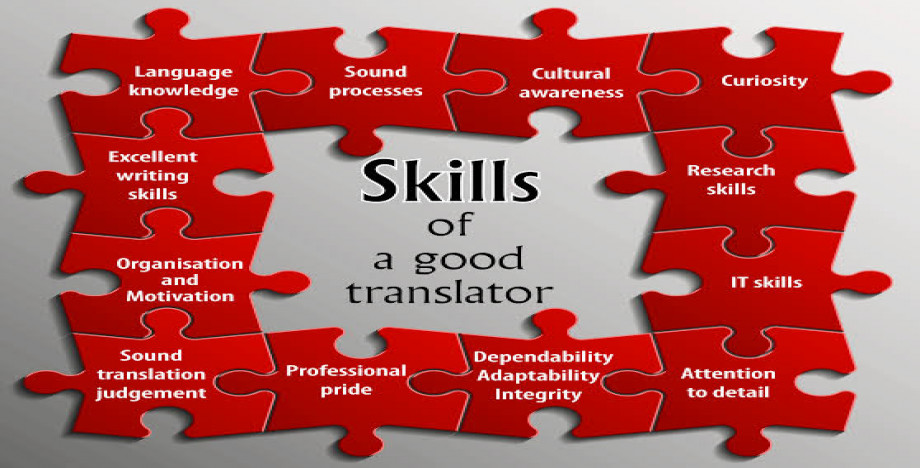 Language
knowledge
Sound
processes
Cultural
awareness
Curiosity
Excellent
writing
skills
Skills
of
a good
translator
Research
skills
Organisation
and
Motivation
IT skills
Sound
translation
judgement
Professional
pride
Dependability
Adaptability
Integrity
Attention
to detail